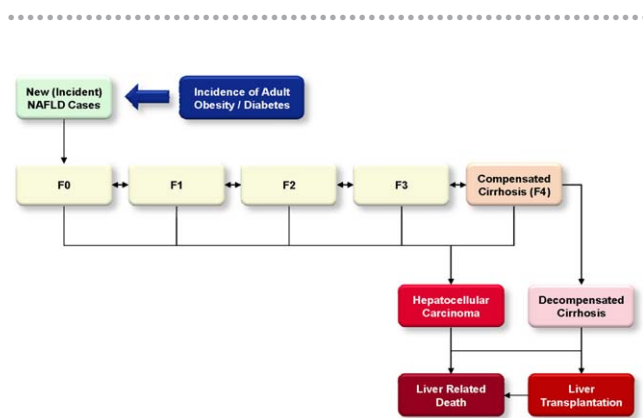 New (Incident)
NAFLD Cases
Incidence of Adult
Obesity / Diabetes
F0
F1
F2
F3
Compensated
Cirrhosis (F4)
Hepatocellular
Carcinoma
Decompensated
Cirrhosis
Liver Related
Death
Liver
Transplantation